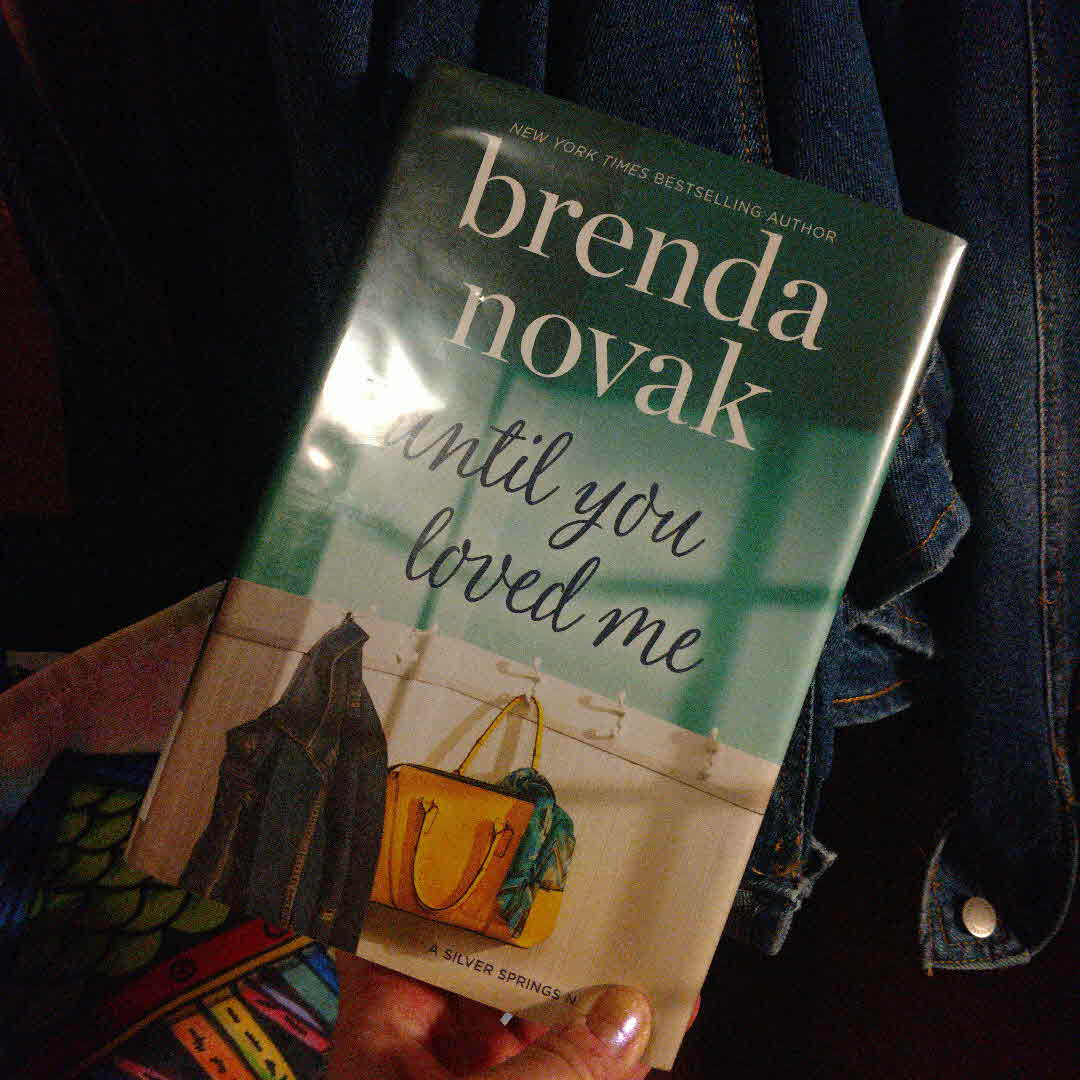 NEW YORK TIMES BESTSELLING AUTHOR
brenda
novak
until you
loved me
A SILVER SPRINGS N